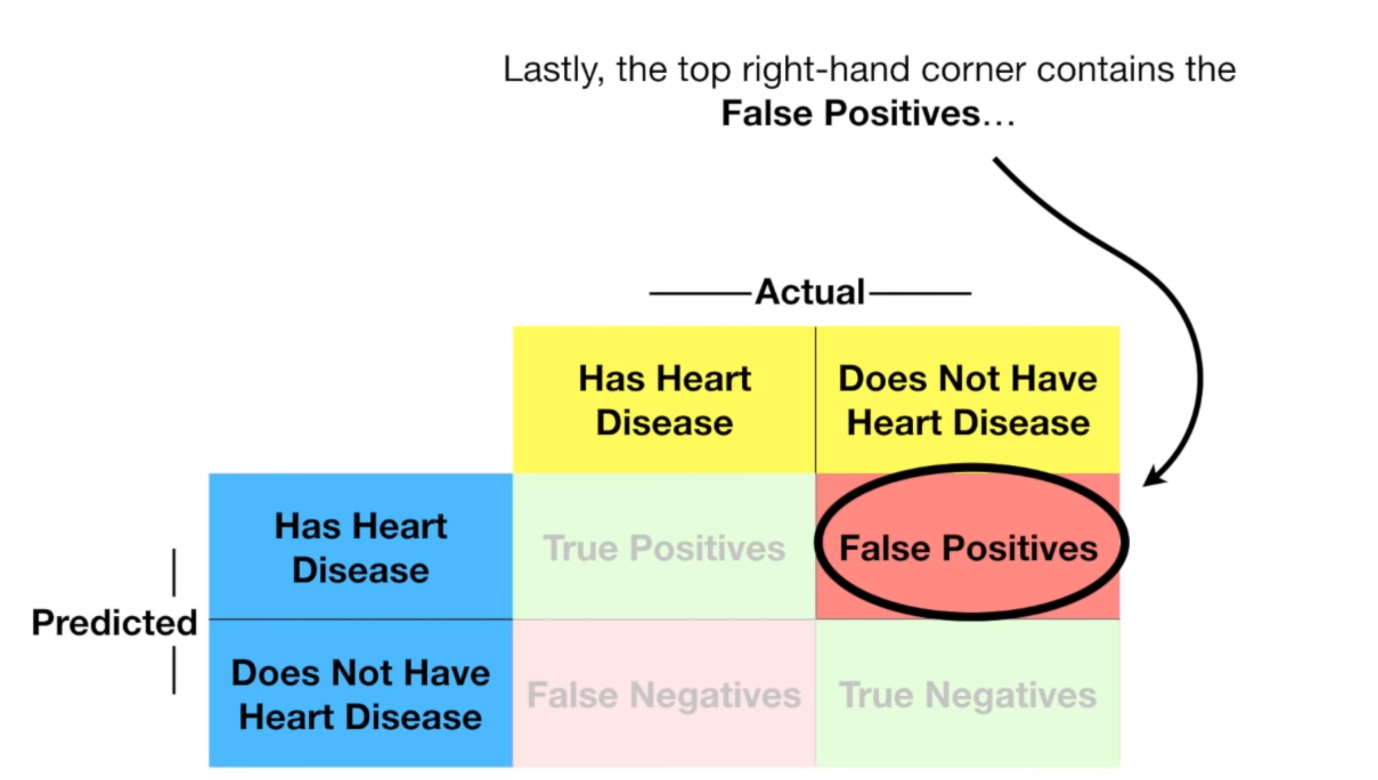 Lastly, the top right-hand corner contains the
False Positives…
Actual
Has Heart
Disease
Does Not Have
Heart Disease
Has Heart
Disease
True Positives
False Positives
Predicted
Does Not Have
Heart Disease
False Negatives
True Negatives